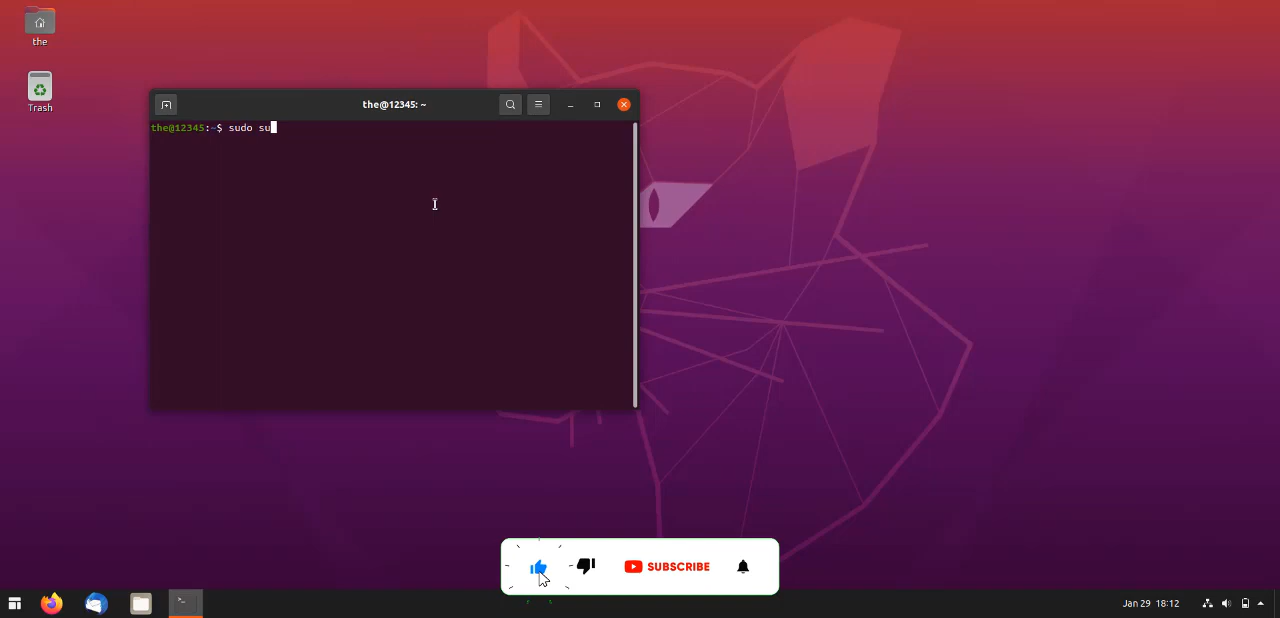 the
Trash
the@12345: ~
the@12345:~$ sudo su
SUBSCRIBE
Jan 29 18:12